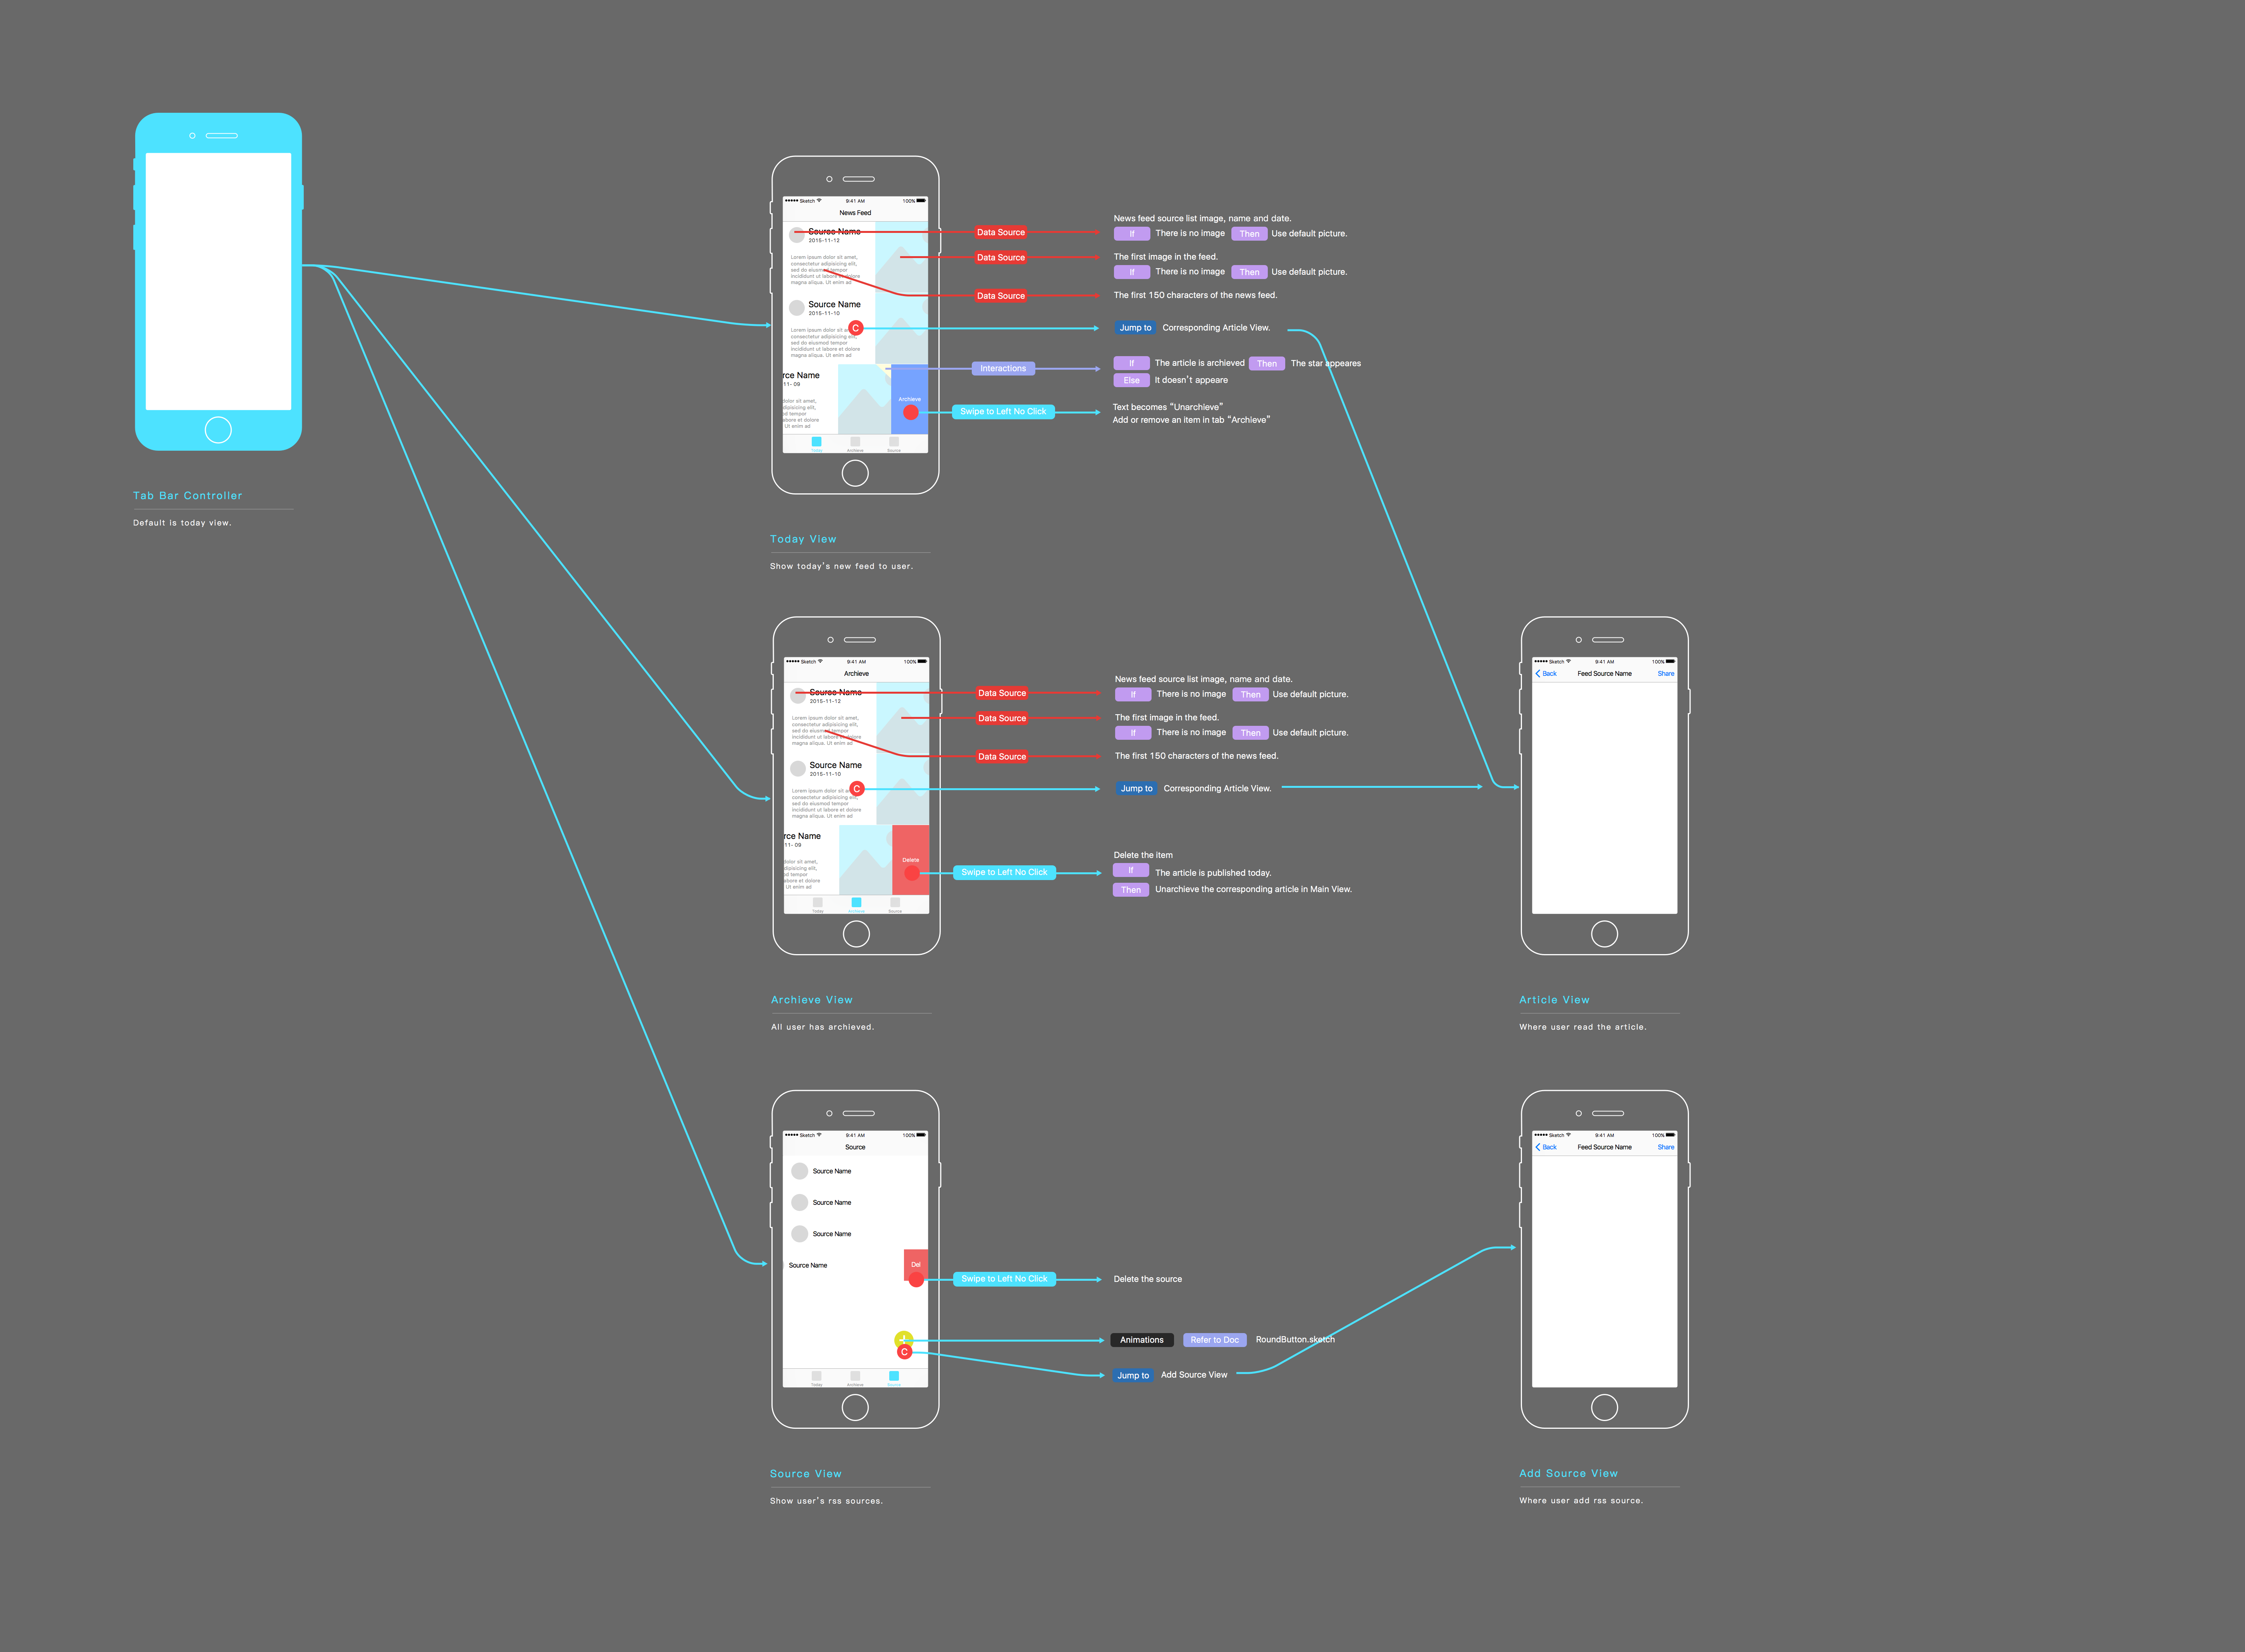 Tab Bar Controller
Default is today view.
Sketch 9:41 AM 100%
News Feed
Source Name
2015-11-12
Lorem ipsum dolor sit amet,
consectetur adipisicing elit,
sed do eiusmod tempor
incididunt ut labore et dolore
magna aliqua. Ut enim ad
Source Name
2015-11-10
Lorem ipsum dolor sit am
consectetur adipisicing elit,
sed do eiusmod tempor
incididunt ut labore et dolore
magna aliqua. Ut enim ad
C
rce Name
11- 09
dolor sit amet,
dipisicing elit,
od tempor
labore et dolore
Ut enim ad
Archieve
Today Archieve Source
Data Source
News feed source list image, name and date.
If There is no image Then Use default picture.
Data Source
The first image in the feed.
If There is no image Then Use default picture.
Data Source
The first 150 characters of the news feed.
Jump to Corresponding Article View.
Interactions
If The article is archieved Then The star appeares
Else It doesn't appeare
Swipe to Left No Click
Text becomes “Unarchieve”
Add or remove an item in tab “Archieve”
Today View
Show today's new feed to user.
Sketch 9:41 AM 100%
Archieve
Source Name
2015-11-12
Lorem ipsum dolor sit amet,
consectetur adipisicing elit,
sed do eiusmod tempor
incididunt ut labore et dolore
magna aliqua. Ut enim ad
Source Name
2015-11-10
Lorem ipsum dolor sit a
consectetur adipisicing elit,
sed do eiusmod tempor
incididunt ut labore et dolore
magna aliqua. Ut enim ad
C
rce Name
11- 09
dolor sit amet,
dipisicing elit,
od tempor
abore et dolore
Ut enim ad
Delete
Today Archieve Source
Data Source
News feed source list image, name and date.
If There is no image Then Use default picture.
Data Source
The first image in the feed.
If There is no image Then Use default picture.
Data Source
The first 150 characters of the news feed.
Jump to Corresponding Article View.
Swipe to Left No Click
Delete the item
If The article is published today.
Then Unarchieve the corresponding article in Main View.
Archieve View
All user has archieved.
Sketch 9:41 AM 100%
Back Feed Source Name Share
Article View
Where user read the article.
Sketch 9:41 AM 100%
Source
Source Name
Source Name
Source Name
Source Name
Del
C
Today Archieve Source
Swipe to Left No Click
Delete the source
Animations Refer to Doc RoundButton.sketch
Jump to Add Source View
Source View
Show user's rss sources.
Sketch 9:41 AM 100%
Back Feed Source Name Share
Add Source View
Where user add rss source.